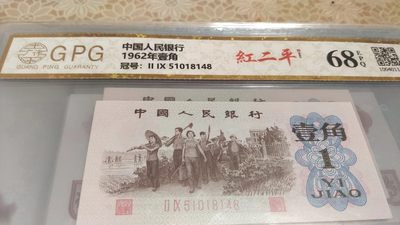 GPG
GUANG PING GUARANTY
中国人民银行
1962年壹角
冠号：II IX 51018148
紅二平
68 EPQ
中国人民银行
壹角
1
YI
JIAO
II IX 51018148